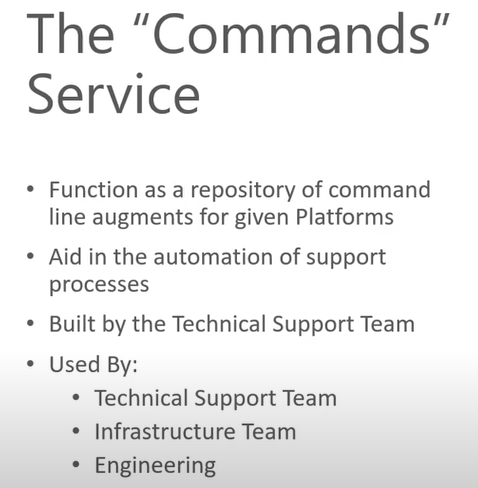 The “Commands”
Service
• Function as a repository of command
line augments for given Platforms
• Aid in the automation of support
processes
• Built by the Technical Support Team
• Used By:
• Technical Support Team
• Infrastructure Team
• Engineering